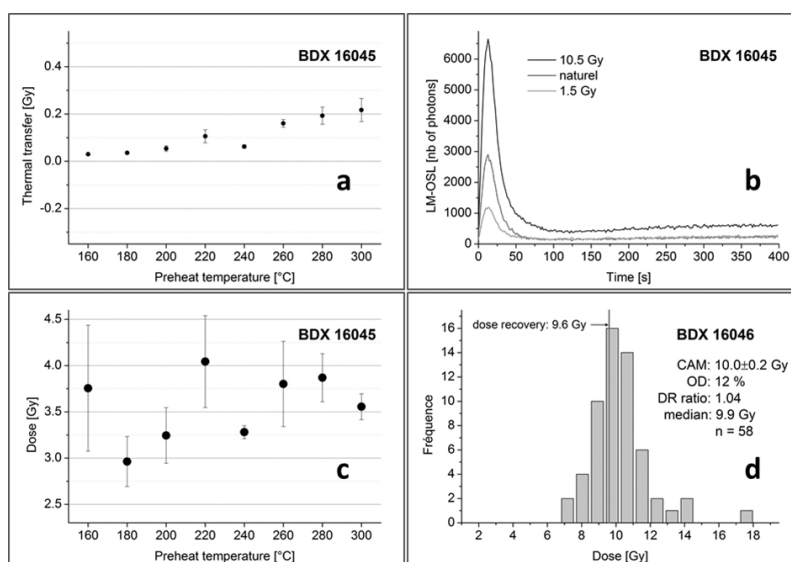 BDX 16045
Thermal transfer [Gy]
0.4
0.2
0.0
-0.2
a
160 180 200 220 240 260 280 300
Preheat temperature [°C]
BDX 16045
LM-OSL [nb of photons]
6000
5000
4000
3000
2000
1000
0
10.5 Gy
naturel
1.5 Gy
b
0 50 100 150 200 250 300 350 400
Time [s]
BDX 16045
Dose [Gy]
4.5
4.0
3.5
3.0
2.5
c
160 180 200 220 240 260 280 300
Preheat temperature [°C]
dose recovery: 9.6 Gy
BDX 16046
CAM: 10.0±0.2 Gy
OD: 12 %
DR ratio: 1.04
median: 9.9 Gy
n = 58
Fréquence
16
14
12
10
8
6
4
2
0
d
2 4 6 8 10 12 14 16 18
Dose [Gy]